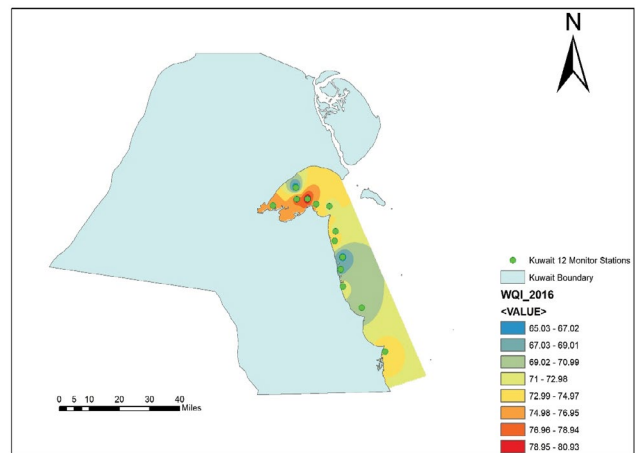 N
Kuwait 12 Monitor Stations
Kuwait Boundary
WQI_2016
<VALUE>
65.03 - 67.02
67.03 - 69.01
69.02 - 70.99
71 - 72.98
72.99 - 74.97
74.98 - 76.95
76.96 - 78.94
78.95 - 80.93
0 5 10 20 30 40
Miles